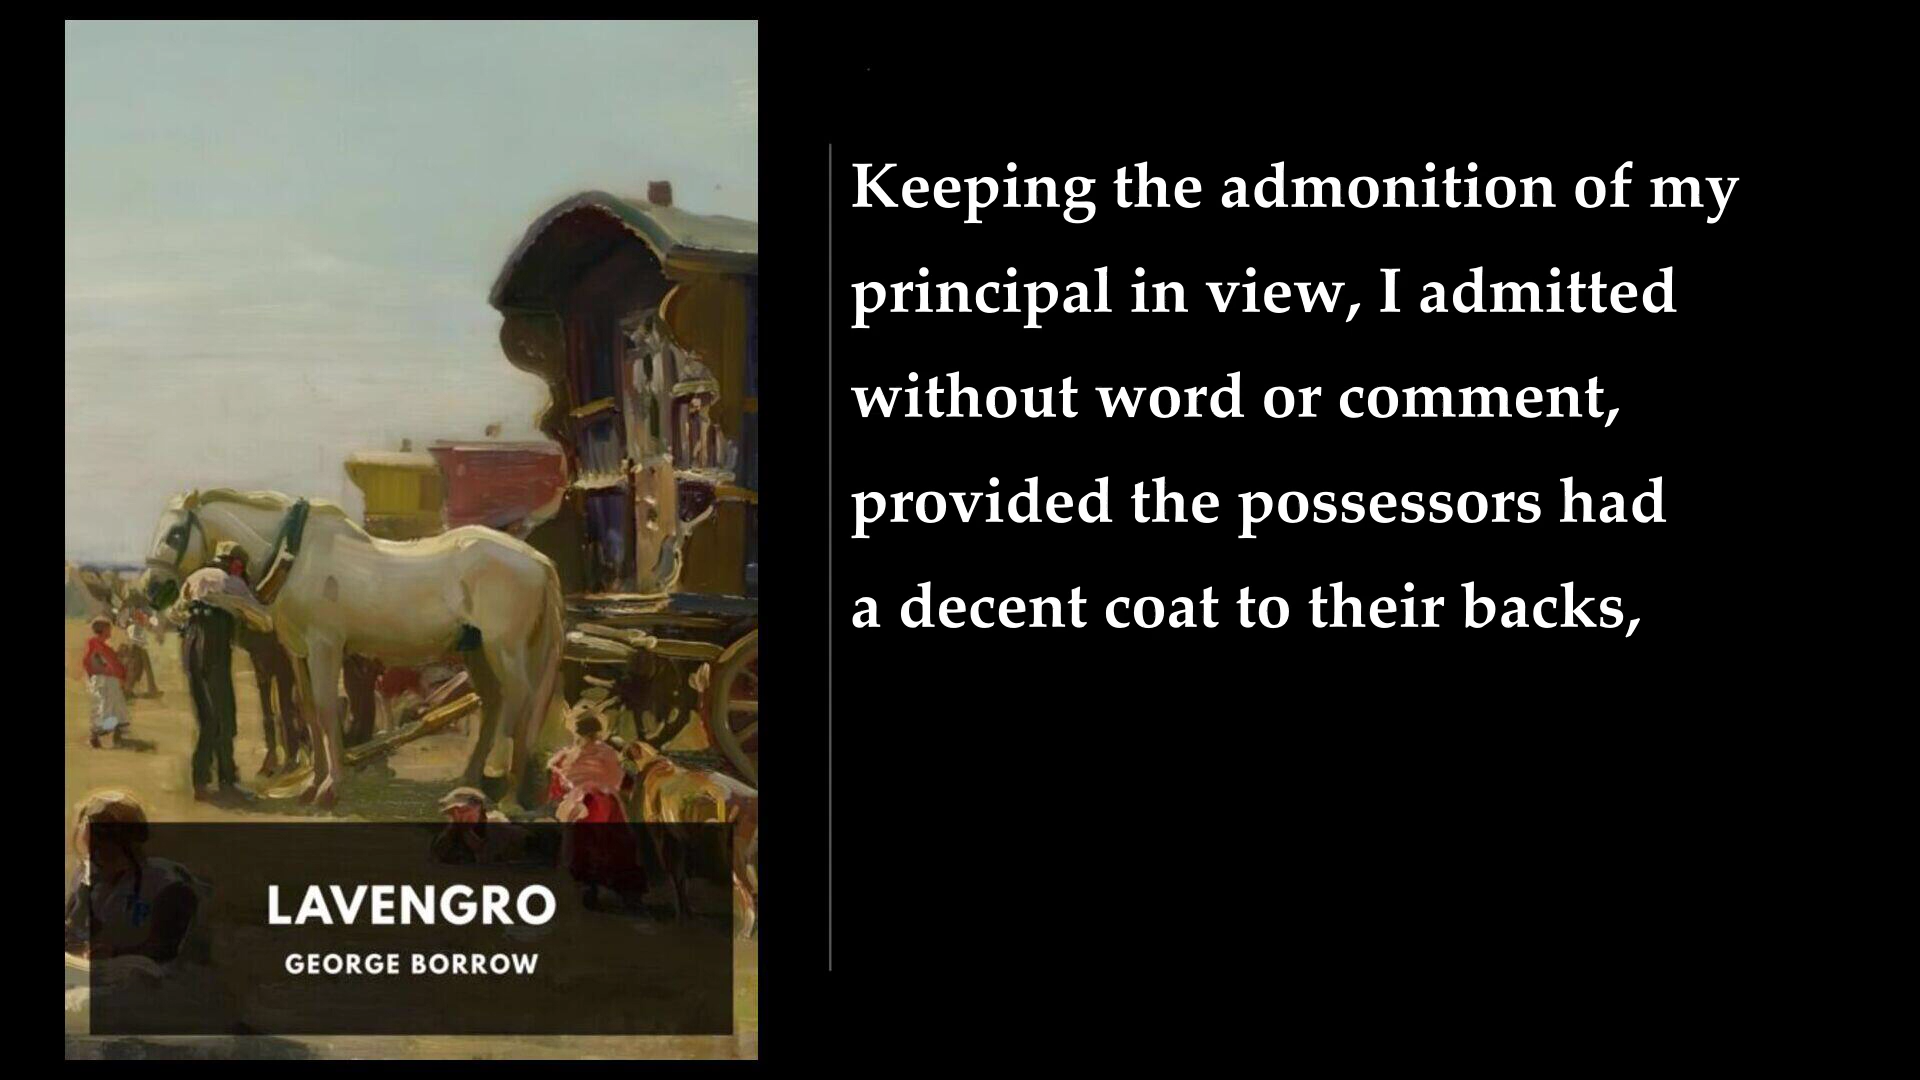 Keeping the admonition of my
principal in view, I admitted
without word or comment,
provided the possessors had
a decent coat to their backs,
LAVENGRO
GEORGE BORROW